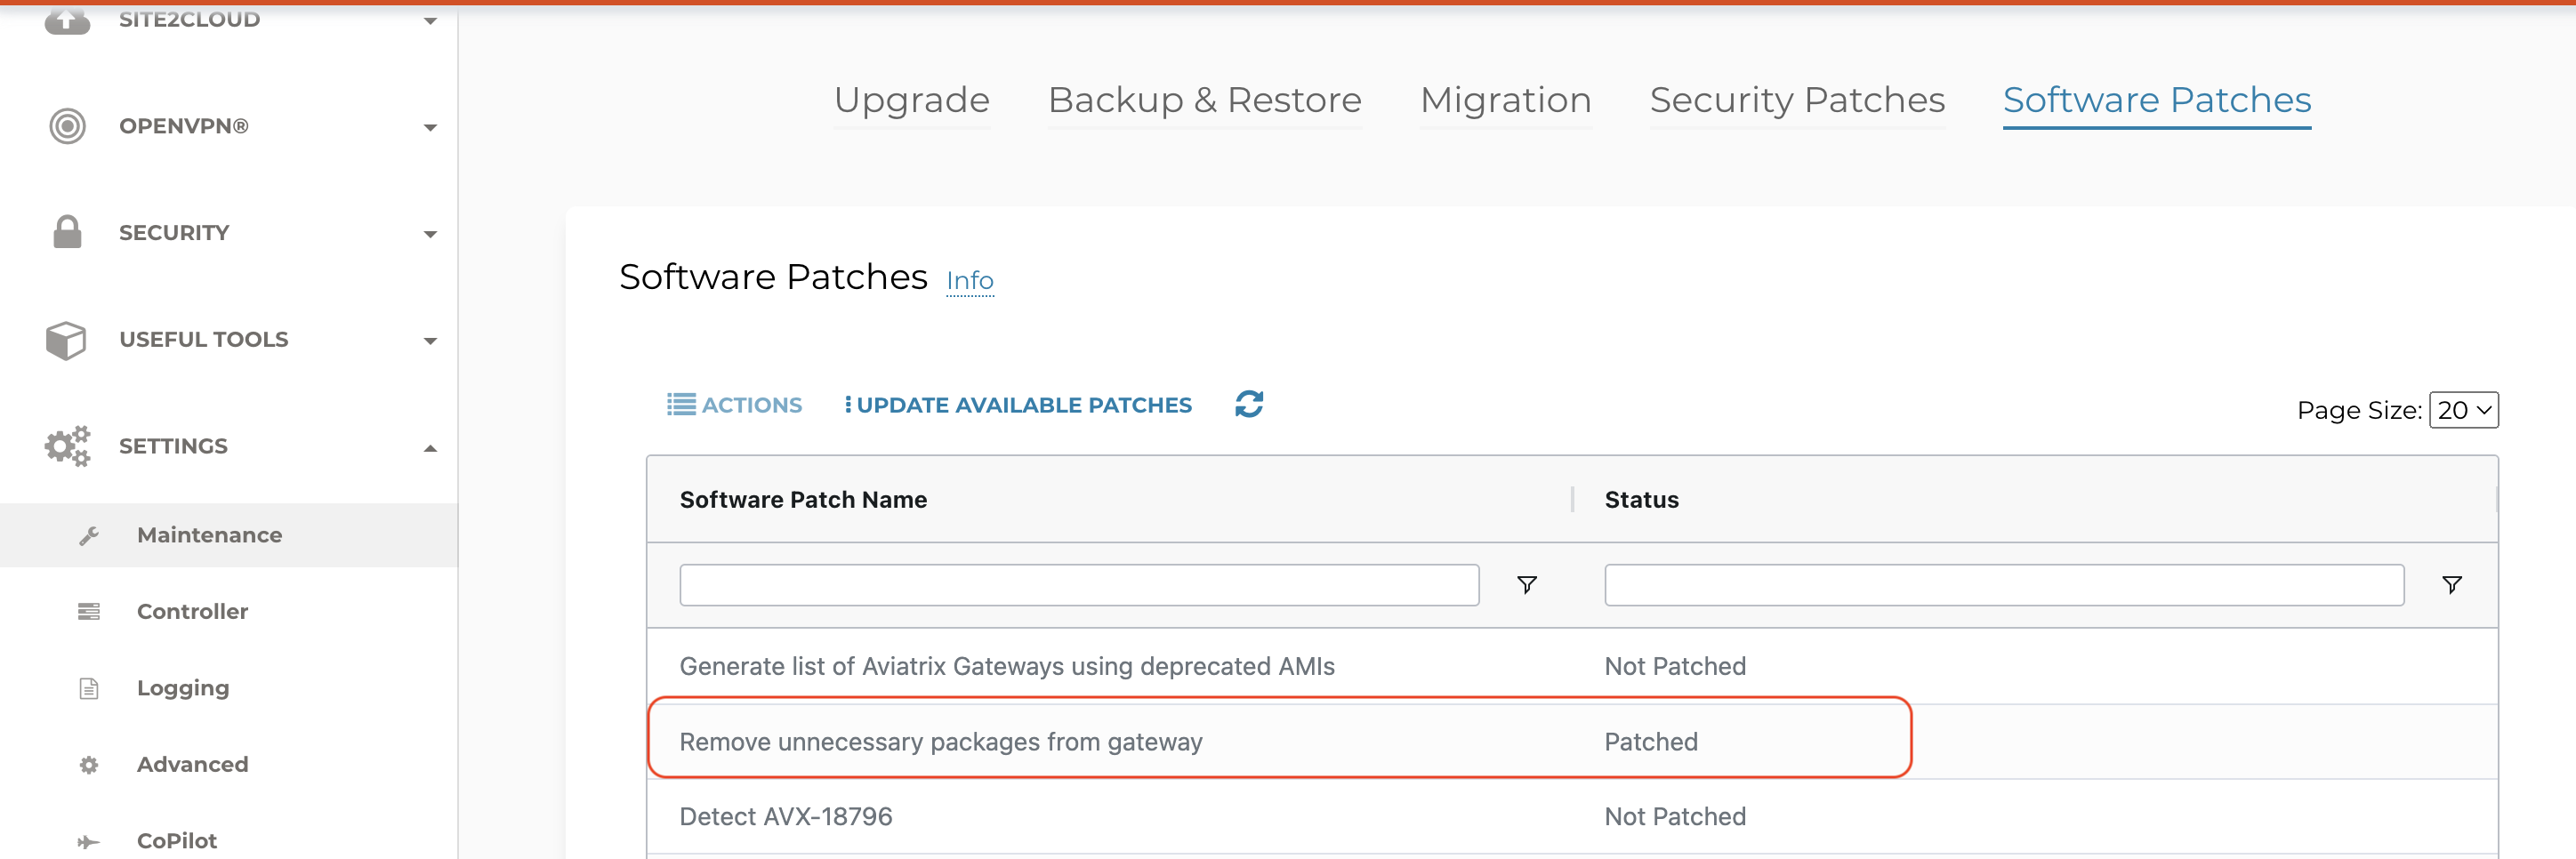 SITE2CLOUD
OPENVPN®
SECURITY
USEFUL TOOLS
SETTINGS
Maintenance
Controller
Logging
Advanced
CoPilot
Upgrade Backup & Restore Migration Security Patches Software Patches
Software Patches Info
ACTIONS UPDATE AVAILABLE PATCHES
Page Size: 20
Software Patch Name Status
Generate list of Aviatrix Gateways using deprecated AMIs Not Patched
Remove unnecessary packages from gateway Patched
Detect AVX-18796 Not Patched